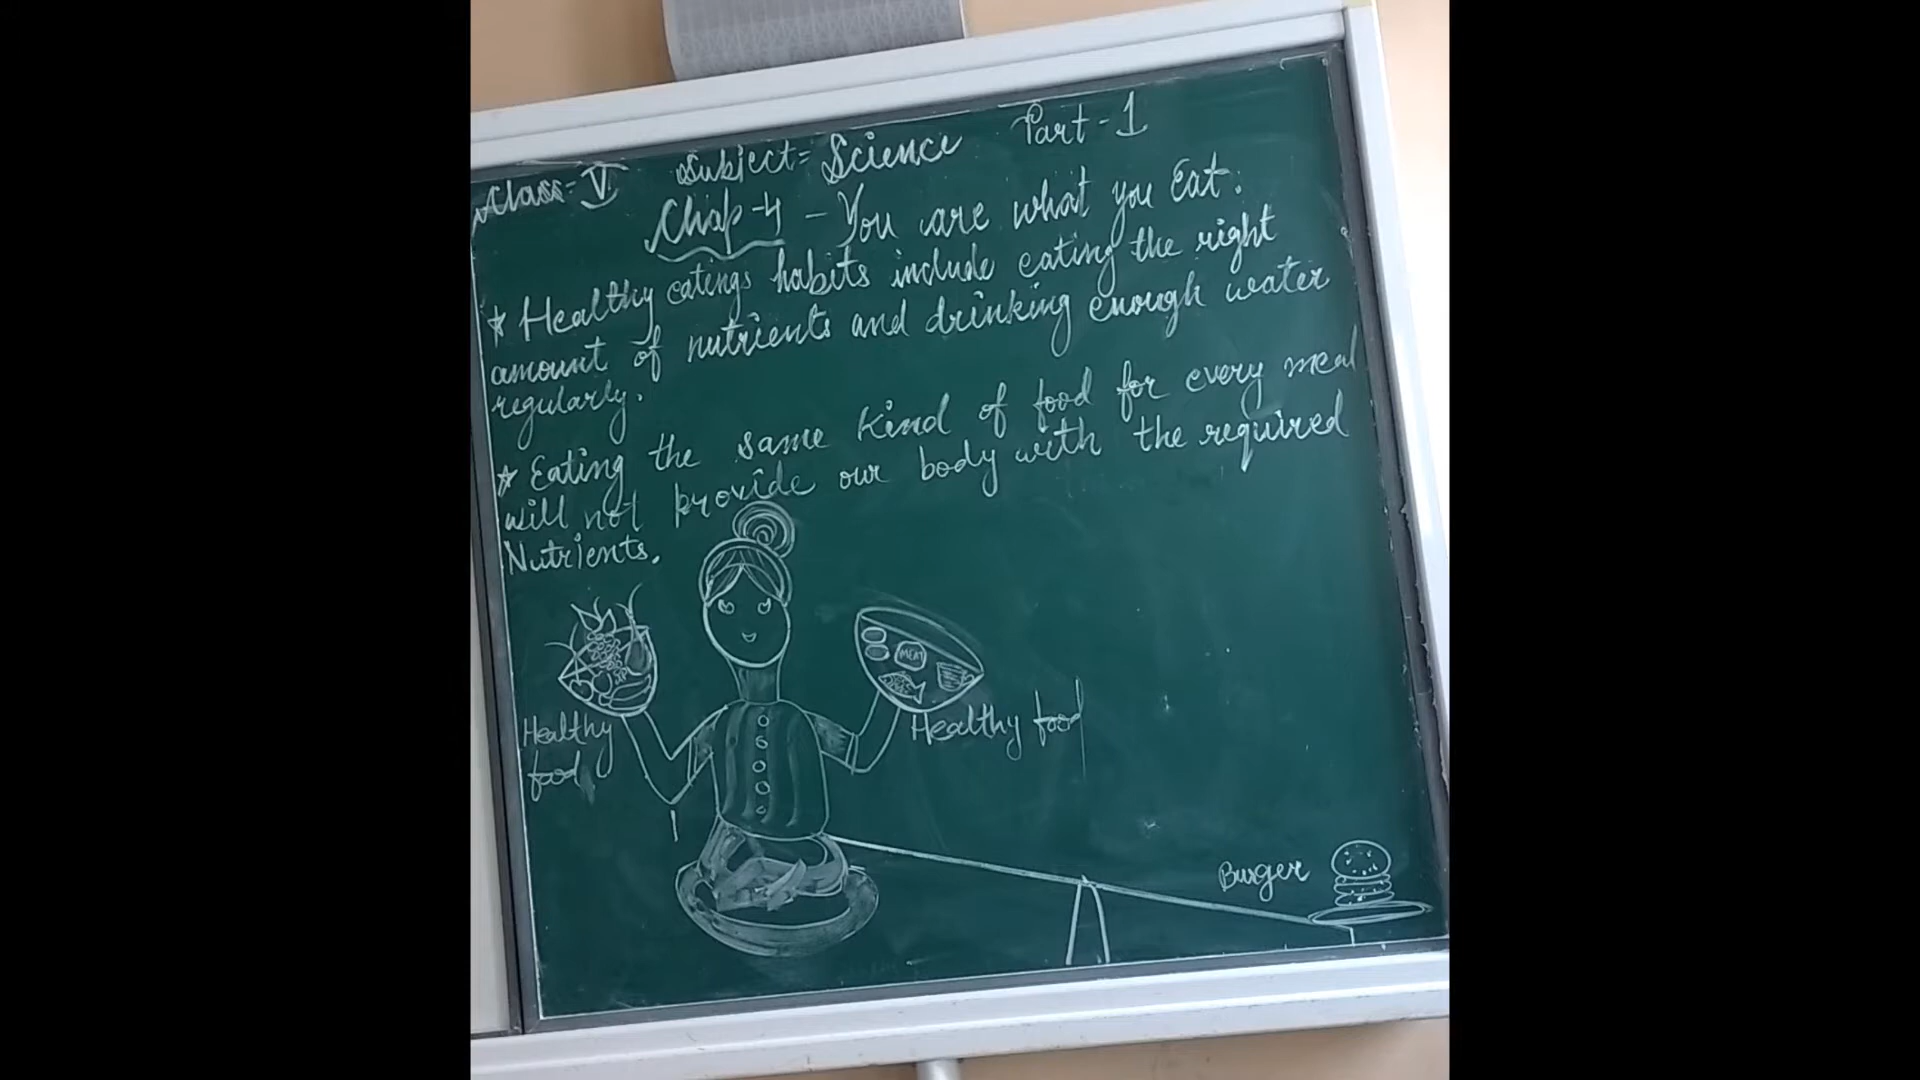 Class- V Subject= Science Part-1
Chap-4 - You are what you Eat.
* Healthy eatings habits include eating the right
amount of nutrients and drinking enough water
regularly.
* Eating the same kind of food for every meal
will not provide our body with the required
Nutrients.
MEAT
Healthy
food
Healthy food
Burger